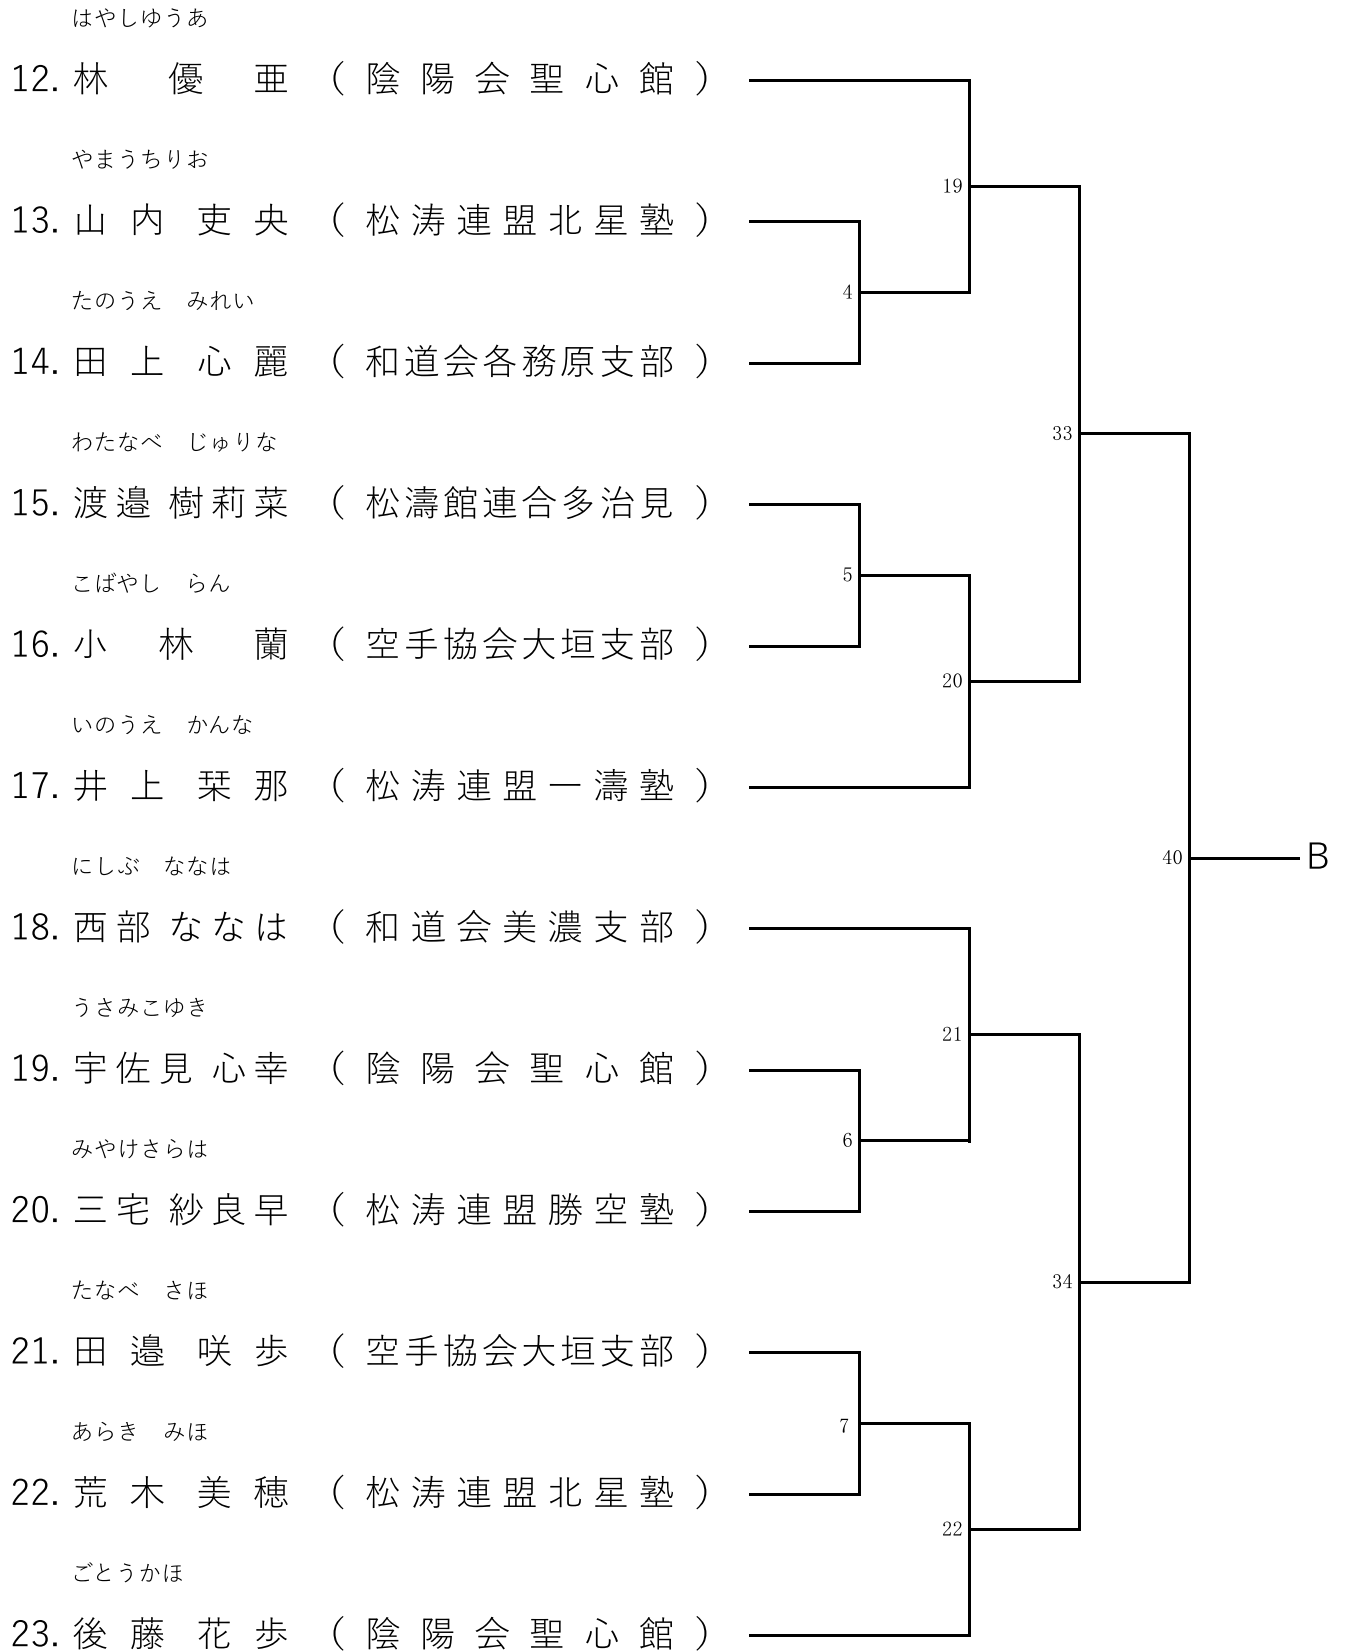 はやしゆうあ
12. 林 優 亜 （ 陰 陽 会 聖 心 館 ）
やまうちりお
19
13. 山 内 吏 央 （ 松 涛 連 盟 北 星 塾 ）
4
たのうえ みれい
14. 田 上 心 麗 （ 和道会各務原支部 ）
わたなべ じゅりな
33
15. 渡邉 樹莉菜 （ 松濤館連合多治見 ）
5
こばやし らん
16. 小 林 蘭 （ 空手協会大垣支部 ）
20
いのうえ かんな
17. 井 上 栞 那 （ 松 涛 連 盟 一 濤 塾 ）
40 B
にしぶ ななは
18. 西部 ななは （ 和 道 会 美 濃 支 部 ）
うさみこゆき
21
19. 宇佐見 心幸 （ 陰 陽 会 聖 心 館 ）
6
みやけさらは
20. 三宅 紗良早 （ 松 涛 連 盟 勝 空 塾 ）
34
たなべ さほ
21. 田 邉 咲 歩 （ 空手協会大垣支部 ）
7
あらき みほ
22. 荒 木 美 穂 （ 松 涛 連 盟 北 星 塾 ）
22
ごとうかほ
23. 後 藤 花 歩 （ 陰 陽 会 聖 心 館 ）